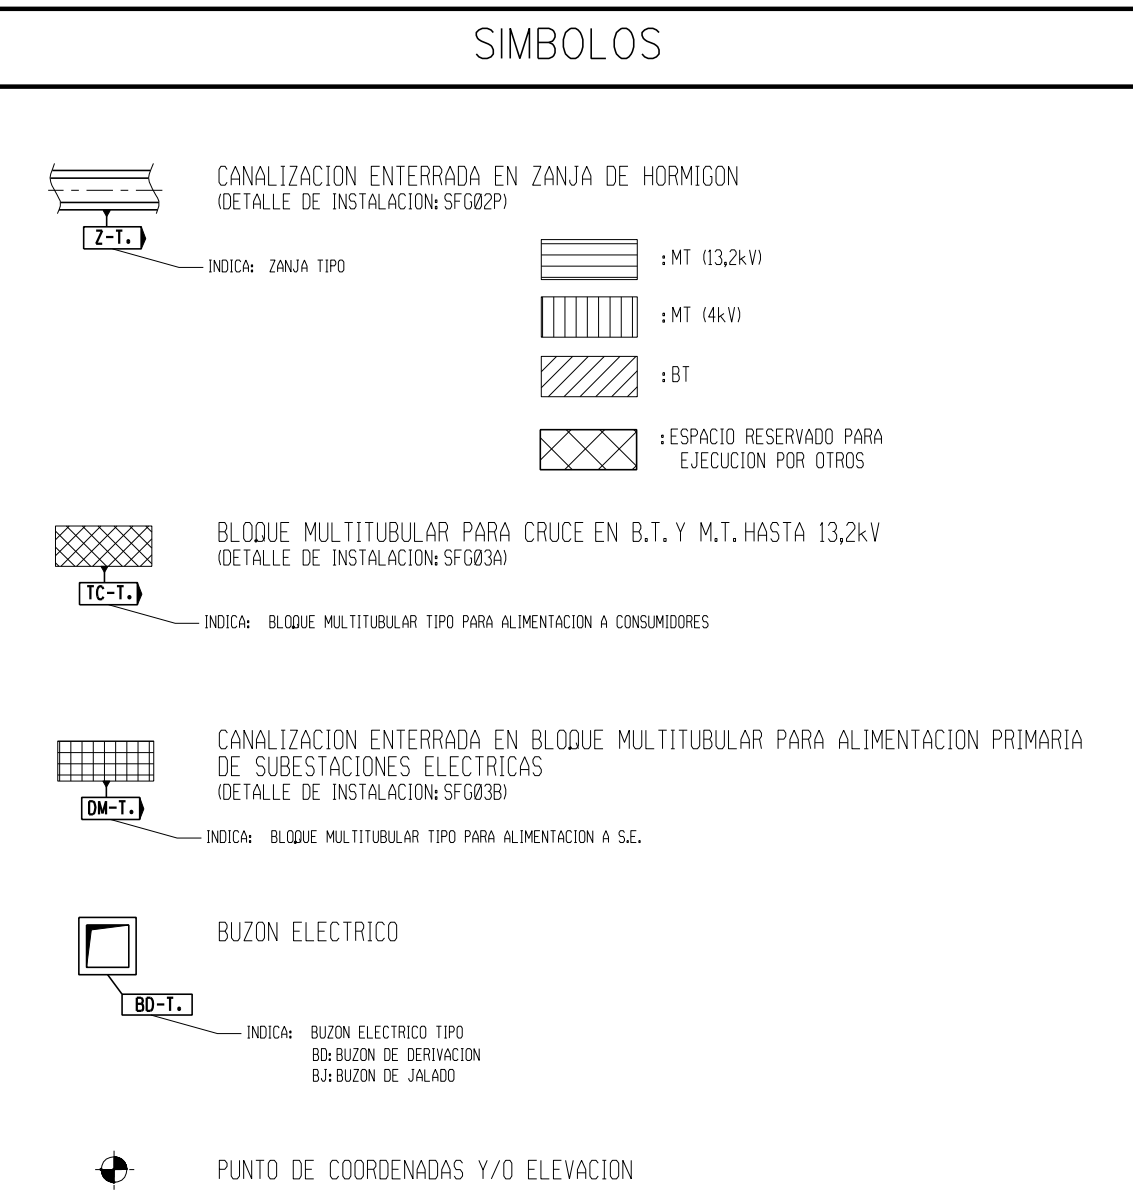 SIMBOLOS
CANALIZACION ENTERRADA EN ZANJA DE HORMIGON
(DETALLE DE INSTALACION: SFG02P)
Z-T.
INDICA: ZANJA TIPO
: MT (13,2kV)
: MT (4kV)
: BT
: ESPACIO RESERVADO PARA
EJECUCION POR OTROS
BLOQUE MULTITUBULAR PARA CRUCE EN B.T. Y M.T. HASTA 13,2kV
(DETALLE DE INSTALACION: SFG03A)
TC-T.
INDICA: BLOQUE MULTITUBULAR TIPO PARA ALIMENTACION A CONSUMIDORES
CANALIZACION ENTERRADA EN BLOQUE MULTITUBULAR PARA ALIMENTACION PRIMARIA
DE SUBESTACIONES ELECTRICAS
(DETALLE DE INSTALACION: SFG03B)
DM-T.
INDICA: BLOQUE MULTITUBULAR TIPO PARA ALIMENTACION A S.E.
BUZON ELECTRICO
BD-T.
INDICA: BUZON ELECTRICO TIPO
BD: BUZON DE DERIVACION
BJ: BUZON DE JALADO
PUNTO DE COORDENADAS Y/O ELEVACION